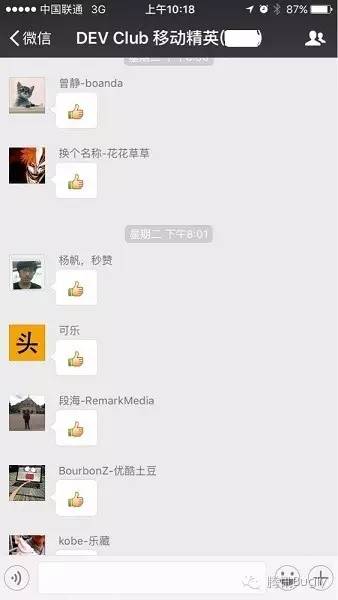 中国联通 3G 上午10:18 87%
微信 DEV Club 移动精英( )
曾静-boanda
换个名称-花花草草
星期二 下午8:01
杨帆，秒赞
可乐
头
段海-RemarkMedia
BourbonZ-优酷土豆
kobe-乐藏
腾讯Bugly